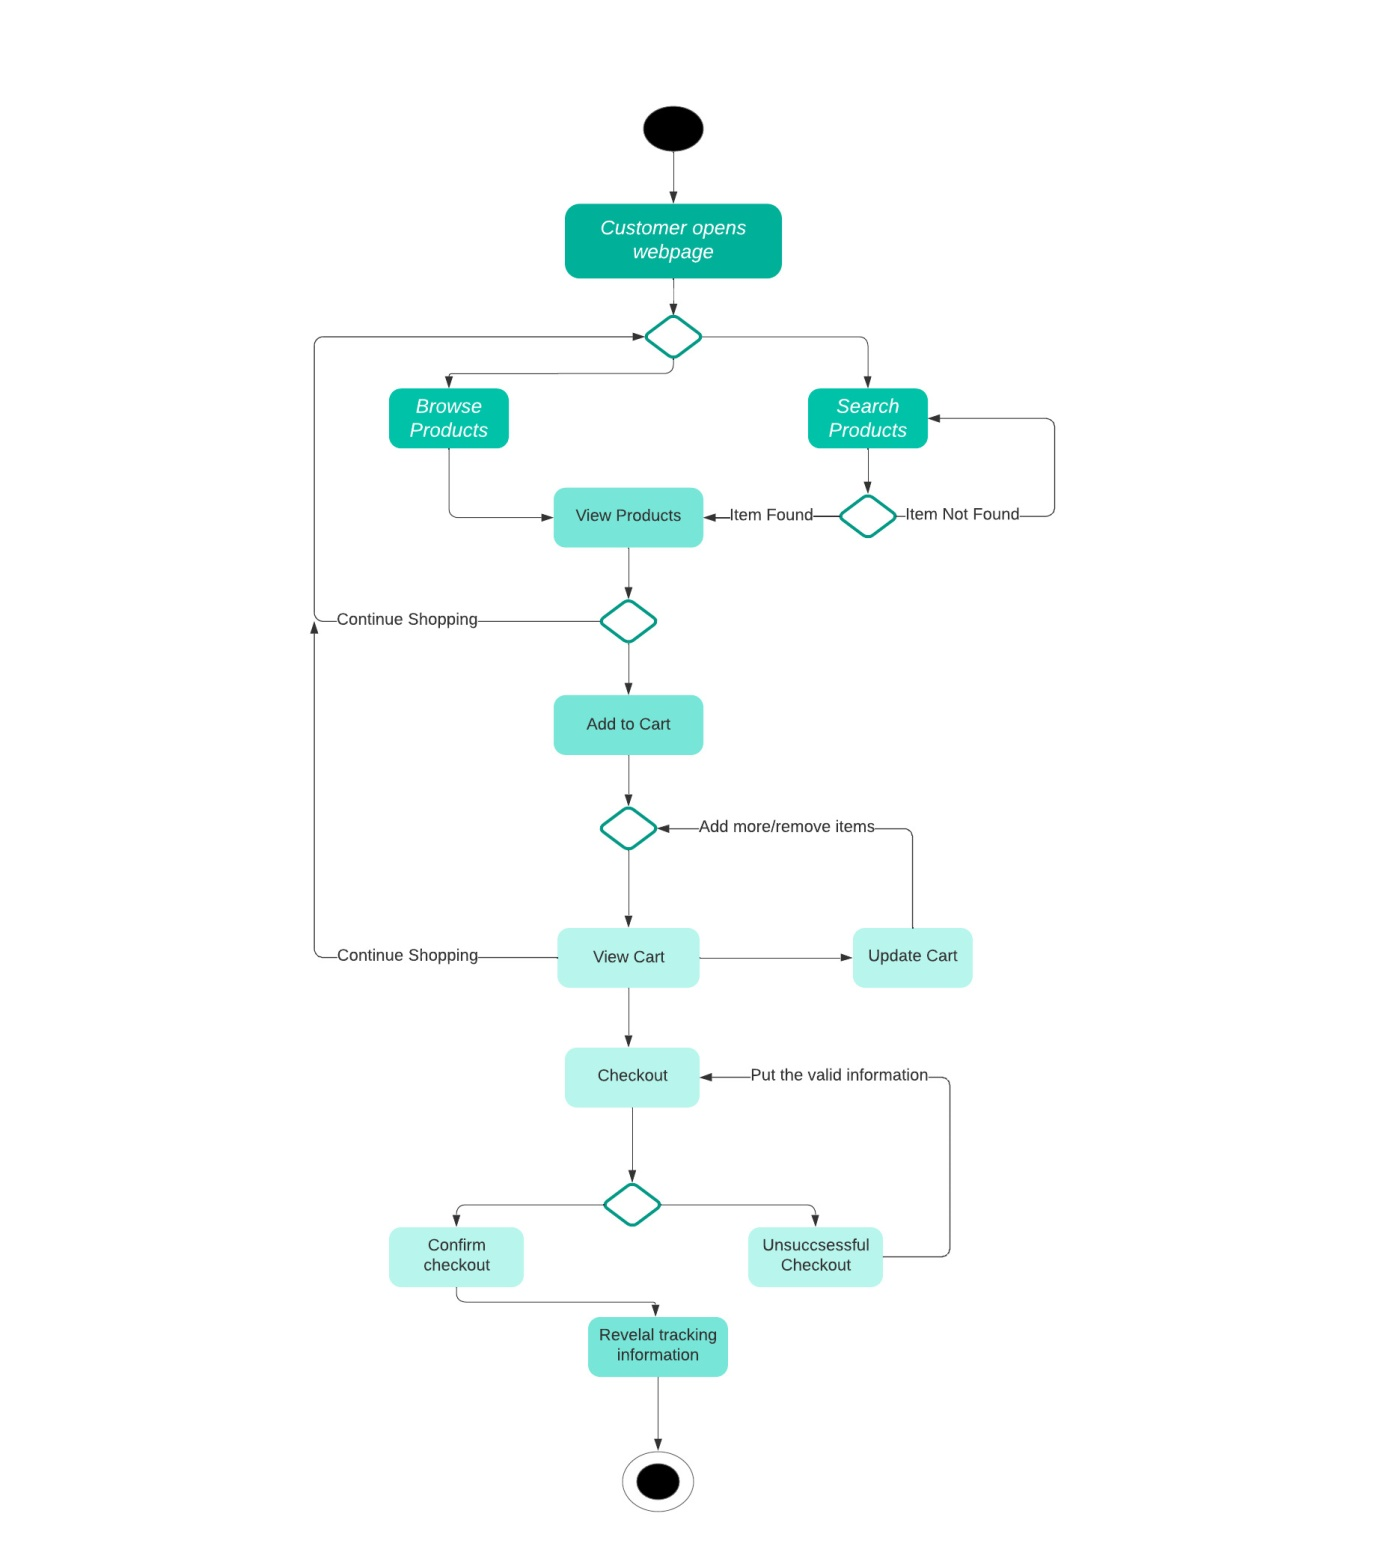 Customer opens
webpage
Browse
Products
Search
Products
View Products
Item Found
Item Not Found
Continue Shopping
Add to Cart
Add more/remove items
Continue Shopping
View Cart
Update Cart
Checkout
Put the valid information
Confirm
checkout
Unsuccsessful
Checkout
Revelal tracking
information